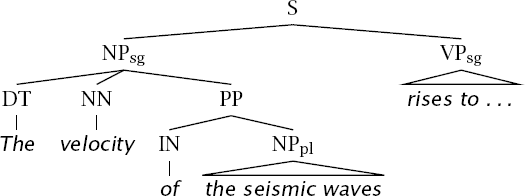 S
NPsg VPsg
DT NN PP rises to . . .
The velocity IN NPpl
of the seismic waves